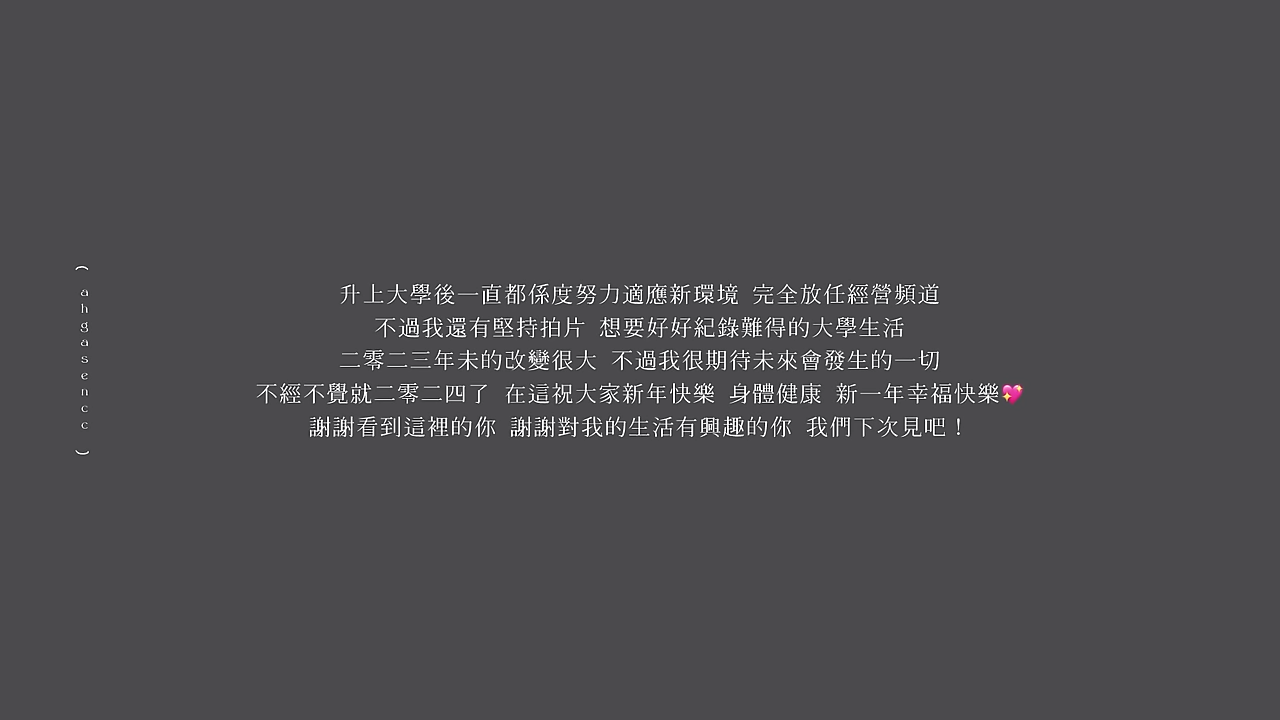 ( ahgasencc )
升上大學後一直都係度努力適應新環境 完全放任經營頻道
不過我還有堅持拍片 想要好好紀錄難得的大學生活
二零二三年未的改變很大 不過我很期待未來會發生的一切
不經不覺就二零二四了 在這祝大家新年快樂 身體健康 新一年幸福快樂💖
謝謝看到這裡的你 謝謝對我的生活有興趣的你 我們下次見吧！